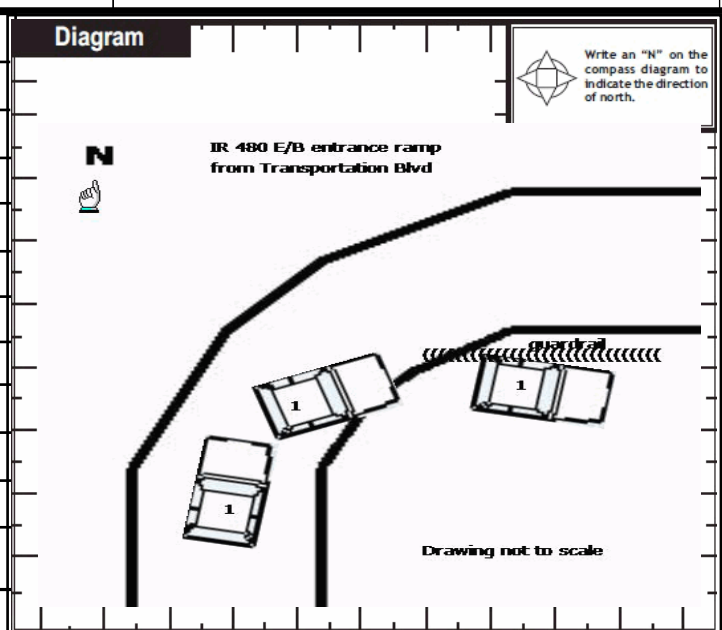 Diagram
Write an “N” on the
compass diagram to
indicate the direction
of north.
N
IR 480 E/B entrance ramp
from Transportation Blvd
guardrail
1
1
1
Drawing not to scale